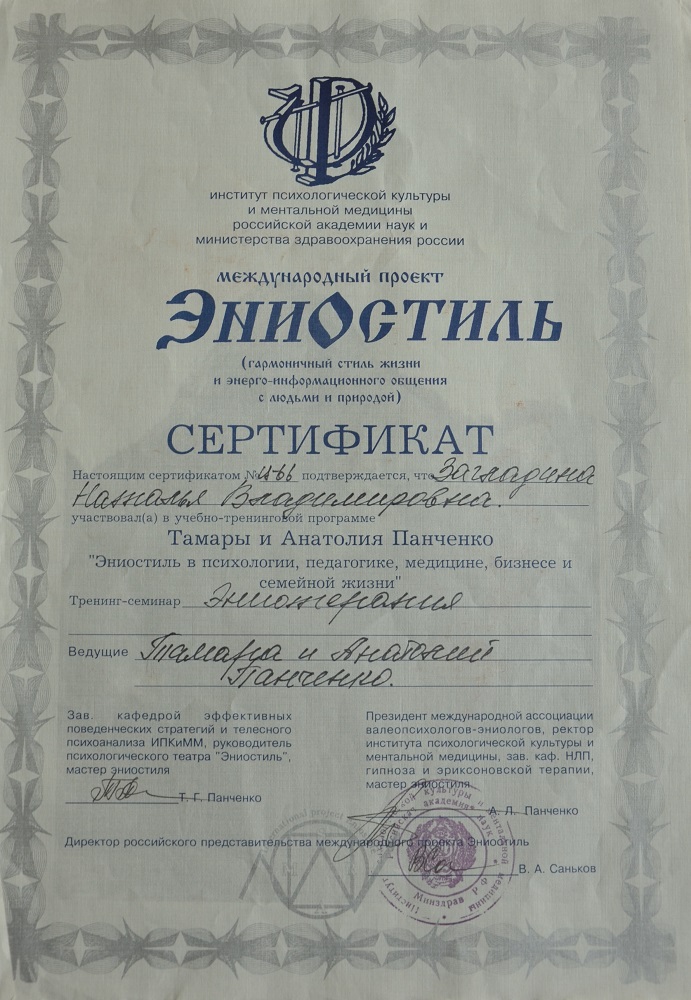 институт психологической культуры
и ментальной медицины
российской академии наук и
министерства здравоохранения россии
международный проект
ЭНИОСТИЛЬ
(гармоничный стиль жизни
и энерго-информационного общения
с людьми и природой)
СЕРТИФИКАТ
Настоящим сертификатом № подтверждается, что
Наталья Владимировна.
участвовал(а) в учебно-тренинговой программе
Тамары и Анатолия Панченко
"Эниостиль в психологии, педагогике, медицине, бизнесе и
семейной жизни"
Тренинг-семинар Эниотерапия
Ведущие Тамара и Анатолий
Панченко.
Зав. кафедрой эффективных
поведенческих стратегий и телесного
психоанализа ИПКиММ, руководитель
психологического театра "Эниостиль",
мастер эниостиля
Т. Г. Панченко
Президент международной ассоциации
валеопсихологов-эниологов, ректор
института психологической культуры и
ментальной медицины, зав. каф. НЛП,
гипноза и эриксоновской терапии,
мастер эниостиля
А. Л. Панченко
Директор российского представительства международного проекта Эниостиль
В. А. Саньков